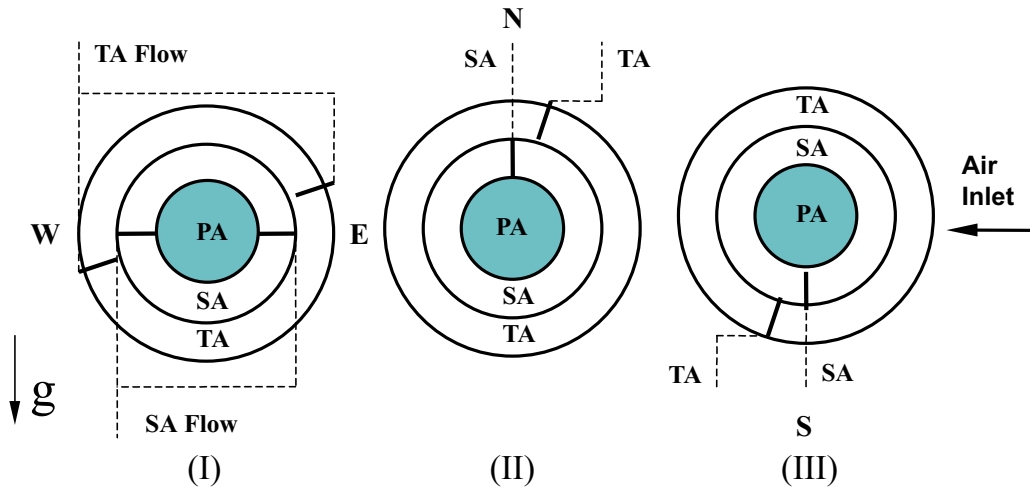 TA Flow
W
E
PA
SA
TA
g
SA Flow
(I)
N
SA
TA
PA
SA
TA
(II)
TA
SA
PA
Air
Inlet
TA
SA
S
(III)